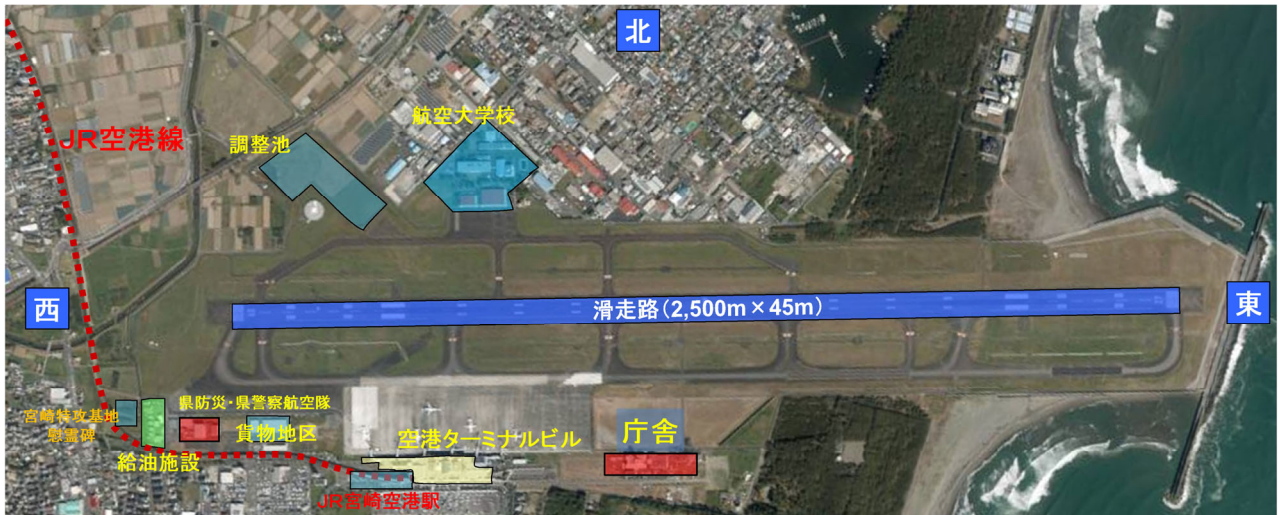 北
航空大学校
JR空港線
調整池
西
滑走路(2,500m×45m)
東
県防災・県警察航空隊
宮崎特攻基地
慰霊碑
貨物地区
庁舎
空港ターミナルビル
給油施設
JR宮崎空港駅